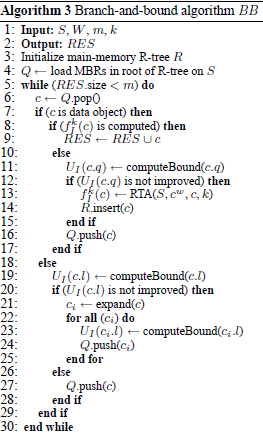 Algorithm 3 Branch-and-bound algorithm BB
1: Input: S, W, m, k
2: Output: RES
3: Initialize main-memory R-tree R
4: Q ← load MBRs in root of R-tree on S
5: while (RES.size < m) do
6: c ← Q.pop()
7: if (c is data object) then
8: if (f_I^k(c) is computed) then
9: RES ← RES ∪ c
10: else
11: U_I(c.q) ← computeBound(c.q)
12: if (U_I(c.q) is not improved) then
13: f_I^k(c) ← RTA(S, c^w, c, k)
14: R.insert(c)
15: end if
16: Q.push(c)
17: end if
18: else
19: U_I(c.l) ← computeBound(c.l)
20: if (U_I(c.l) is not improved) then
21: c_i ← expand(c)
22: for all (c_i) do
23: U_I(c_i.l) ← computeBound(c_i.l)
24: Q.push(c_i)
25: end for
26: else
27: Q.push(c)
28: end if
29: end if
30: end while